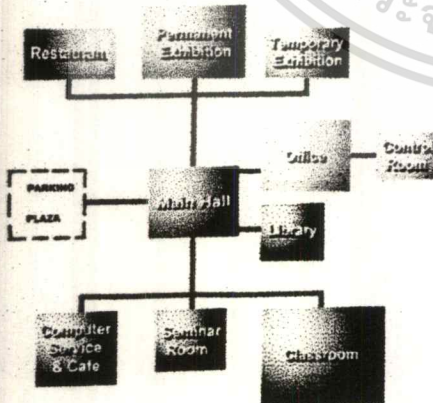 Restaurant
Permanent
Exhibition
Temporary
Exhibition
Office
Control
Room
PARKING
PLAZA
Main Hall
Library
Computer
Service
& Cafe
Seminar
Room
Classroom